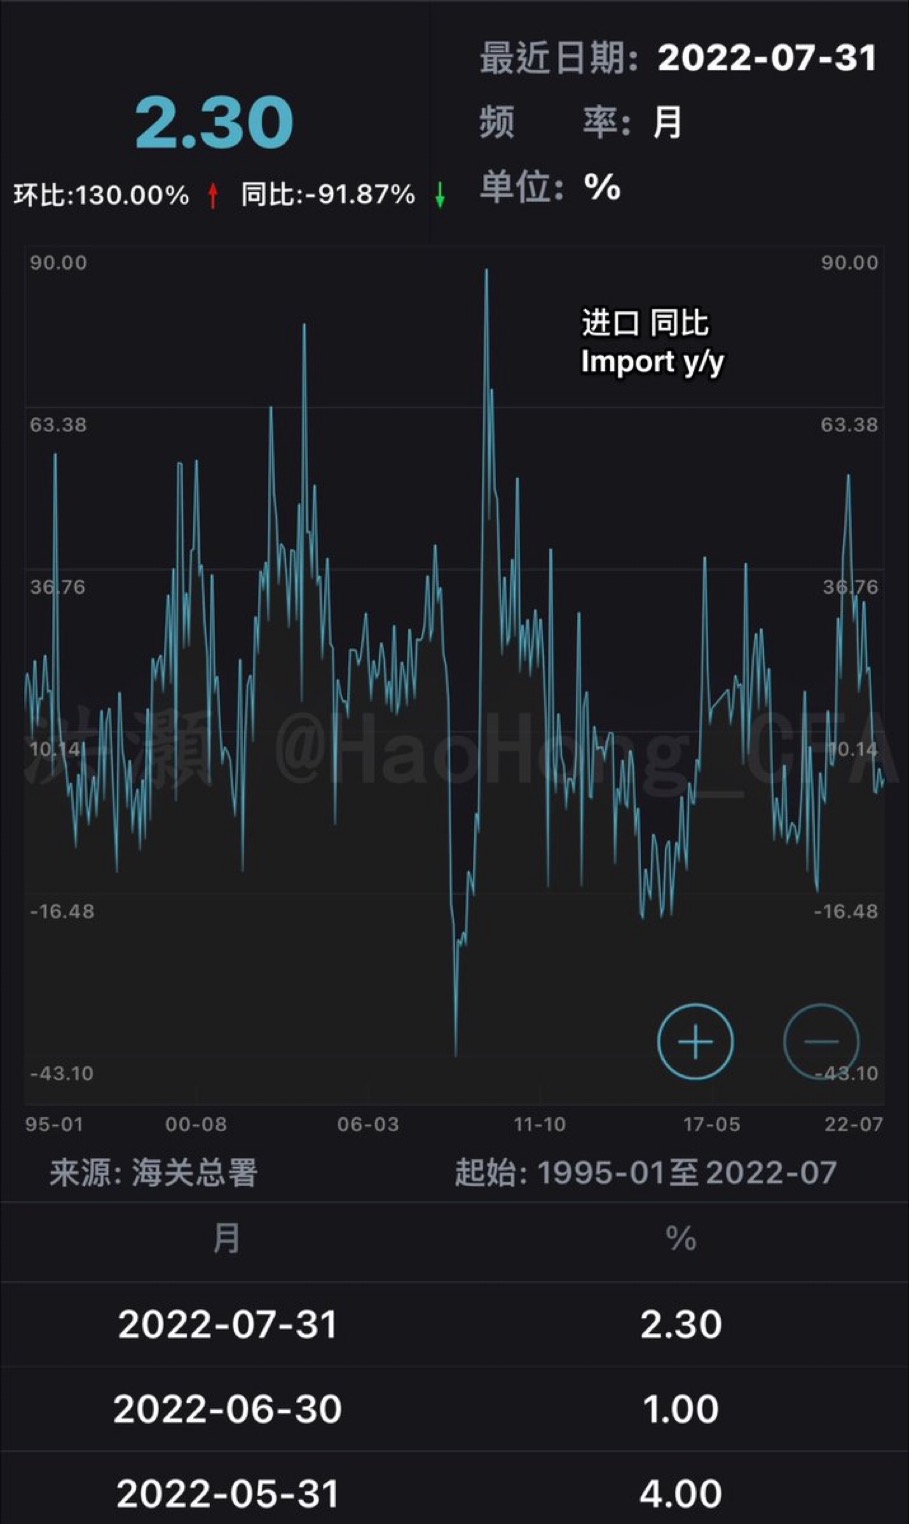 最近日期: 2022-07-31
2.30
频 率: 月
环比:130.00% ↑ 同比:-91.87% ↓
单位: %
90.00 90.00
进口 同比
Import y/y
63.38 63.38
36.76 36.76
洪灝 @HaoHong_CFA
10.14 10.14
-16.48 -16.48
-43.10 -43.10
95-01 00-08 06-03 11-10 17-05 22-07
来源: 海关总署 起始: 1995-01至2022-07
月 %
2022-07-31 2.30
2022-06-30 1.00
2022-05-31 4.00